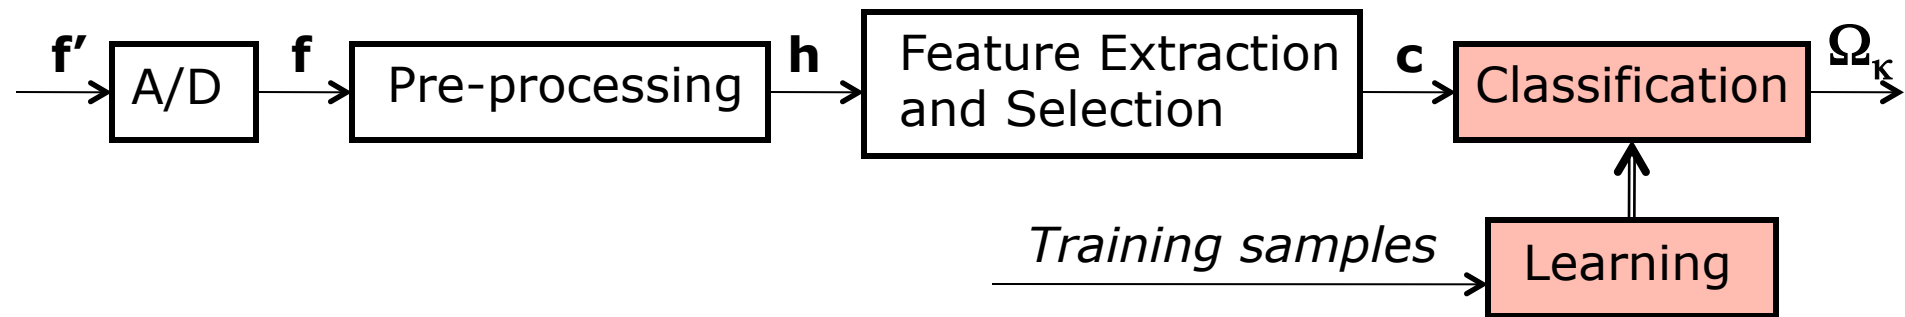 f′
A/D
f
Pre-processing
h
Feature Extraction
and Selection
c
Classification
Ωκ
Training samples
Learning